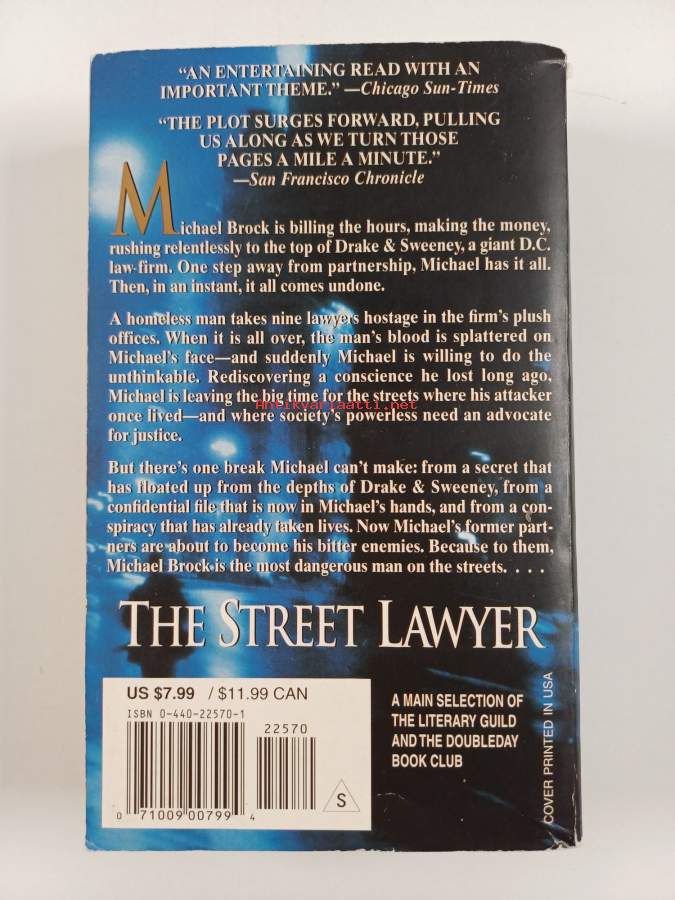 “AN ENTERTAINING READ WITH AN
IMPORTANT THEME.” —Chicago Sun-Times
“THE PLOT SURGES FORWARD, PULLING
US ALONG AS WE TURN THOSE
PAGES A MILE A MINUTE.”
—San Francisco Chronicle
Michael Brock is billing the hours, making the money,
rushing relentlessly to the top of Drake & Sweeney, a giant D.C.
law firm. One step away from partnership, Michael has it all.
Then, in an instant, it all comes undone.
A homeless man takes nine lawyers hostage in the firm’s plush
offices. When it is all over, the man’s blood is splattered on
Michael’s face—and suddenly Michael is willing to do the
unthinkable. Rediscovering a conscience he lost long ago,
Michael is leaving the big time for the streets where his attacker
Antikvariaatti.net
once lived—and where society’s powerless need an advocate
for justice.
But there’s one break Michael can’t make: from a secret that
has floated up from the depths of Drake & Sweeney, from a
confidential file that is now in Michael’s hands, and from a con-
spiracy that has already taken lives. Now Michael’s former part-
ners are about to become his bitter enemies. Because to them,
Michael Brock is the most dangerous man on the streets. . . .
THE STREET LAWYER
US $7.99 / $11.99 CAN
ISBN 0-440-22570-1
22570
0 71009 00799 4
S
A MAIN SELECTION OF
THE LITERARY GUILD
AND THE DOUBLEDAY
BOOK CLUB
COVER PRINTED IN USA